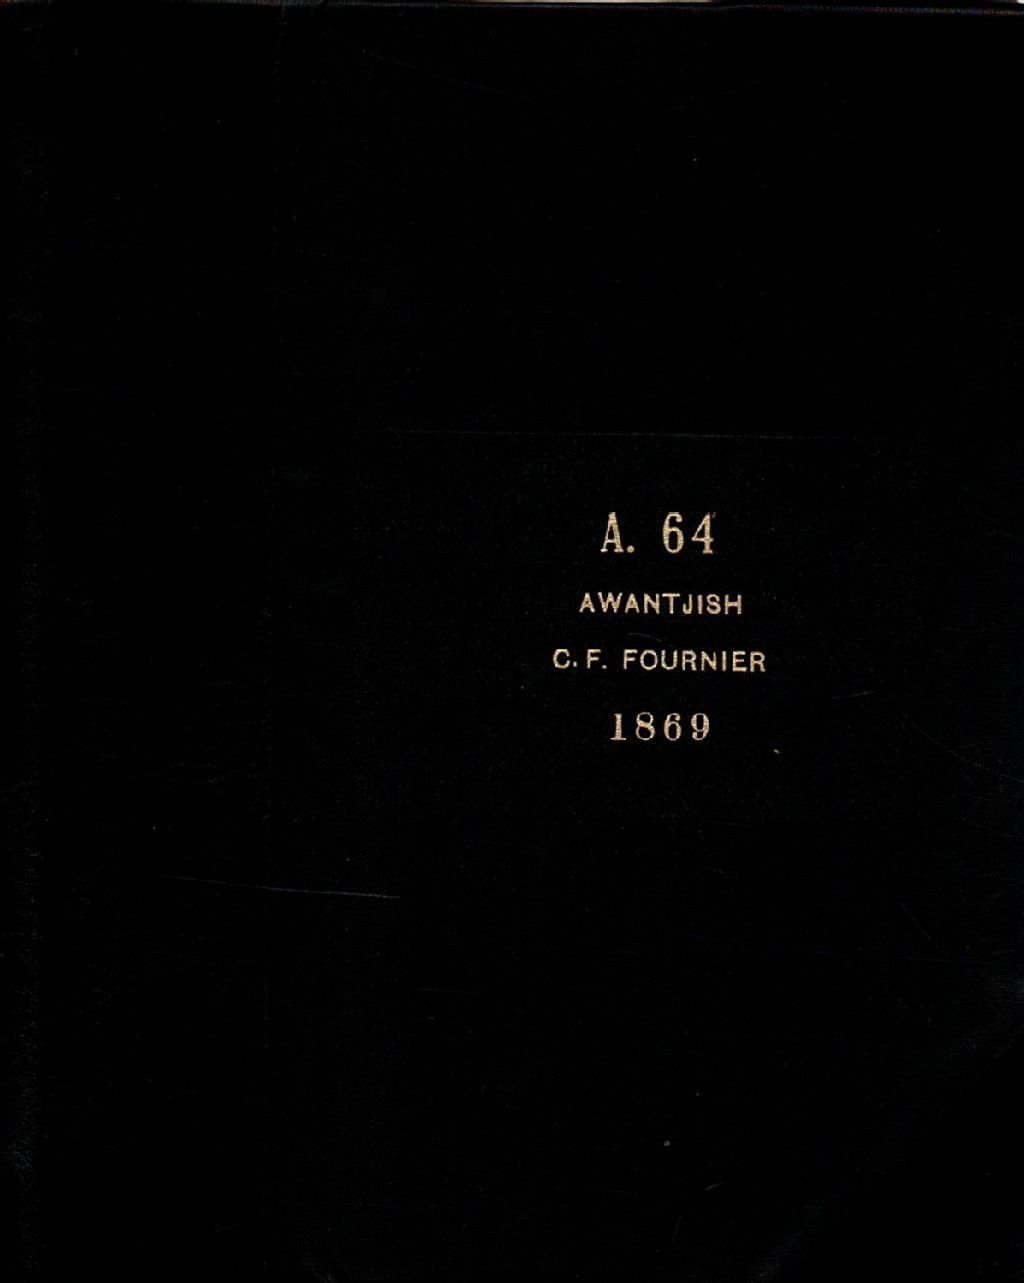 A. 64
AWANTJISH
C. F. FOURNIER
1869